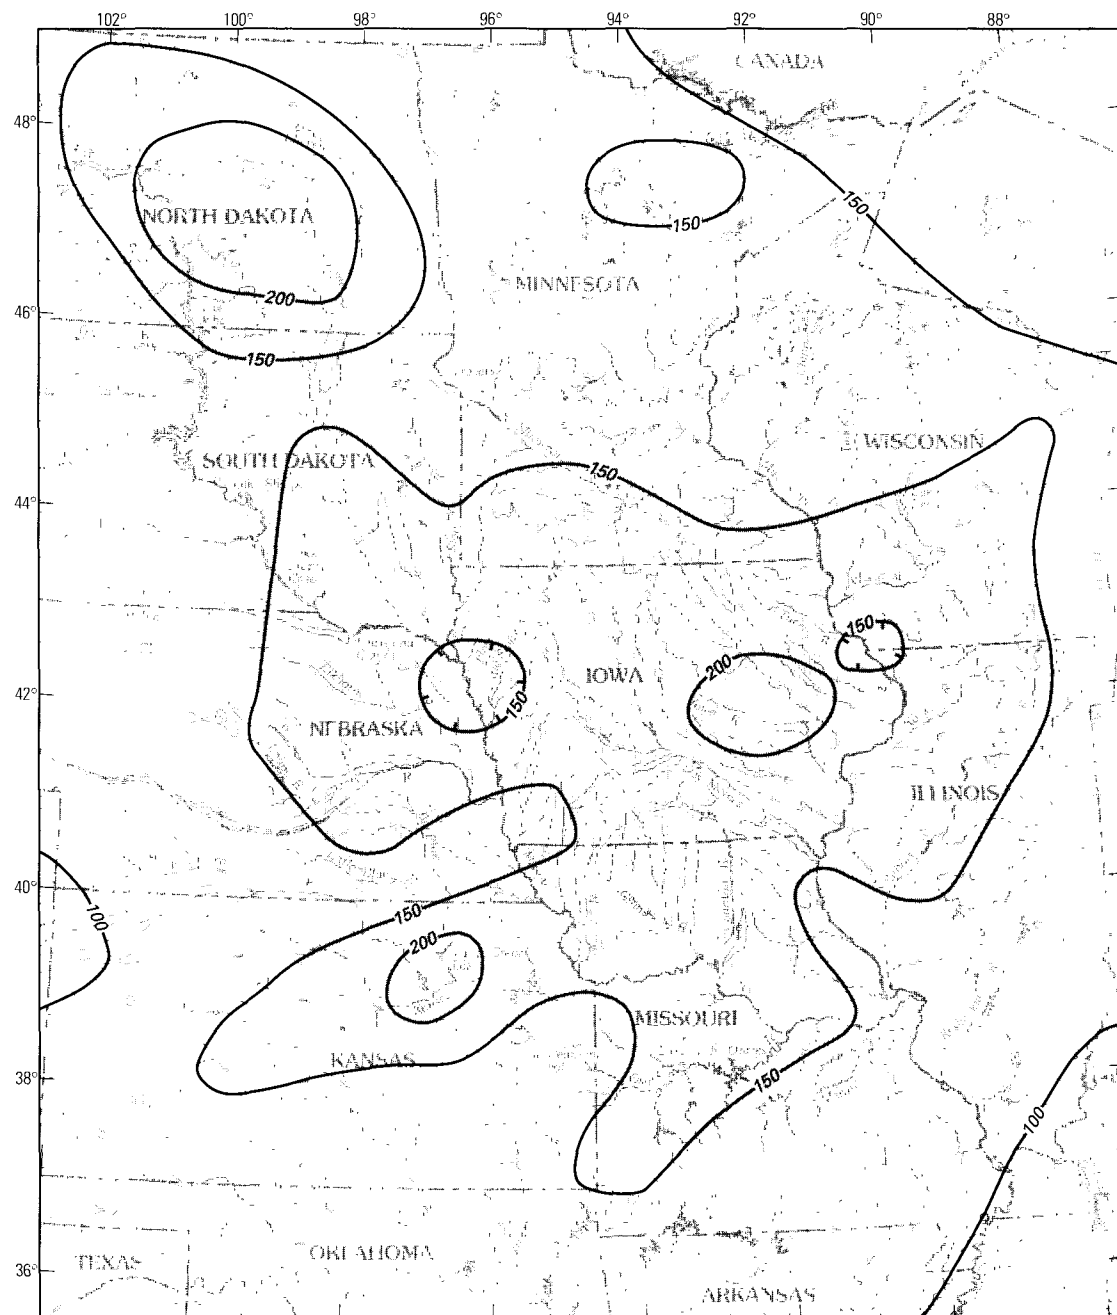 102° 100° 98° 96° 94° 92° 90° 88°
CANADA
48°
150
NORTH DAKOTA
150
MINNESOTA
200
46°
150
WISCONSIN
SOUTH DAKOTA
150
44°
150
200
IOWA
42°
150
NEBRASKA
ILLINOIS
40°
100
150
200
MISSOURI
KANSAS
38°
150
100
OKLAHOMA
TEXAS
36°
ARKANSAS